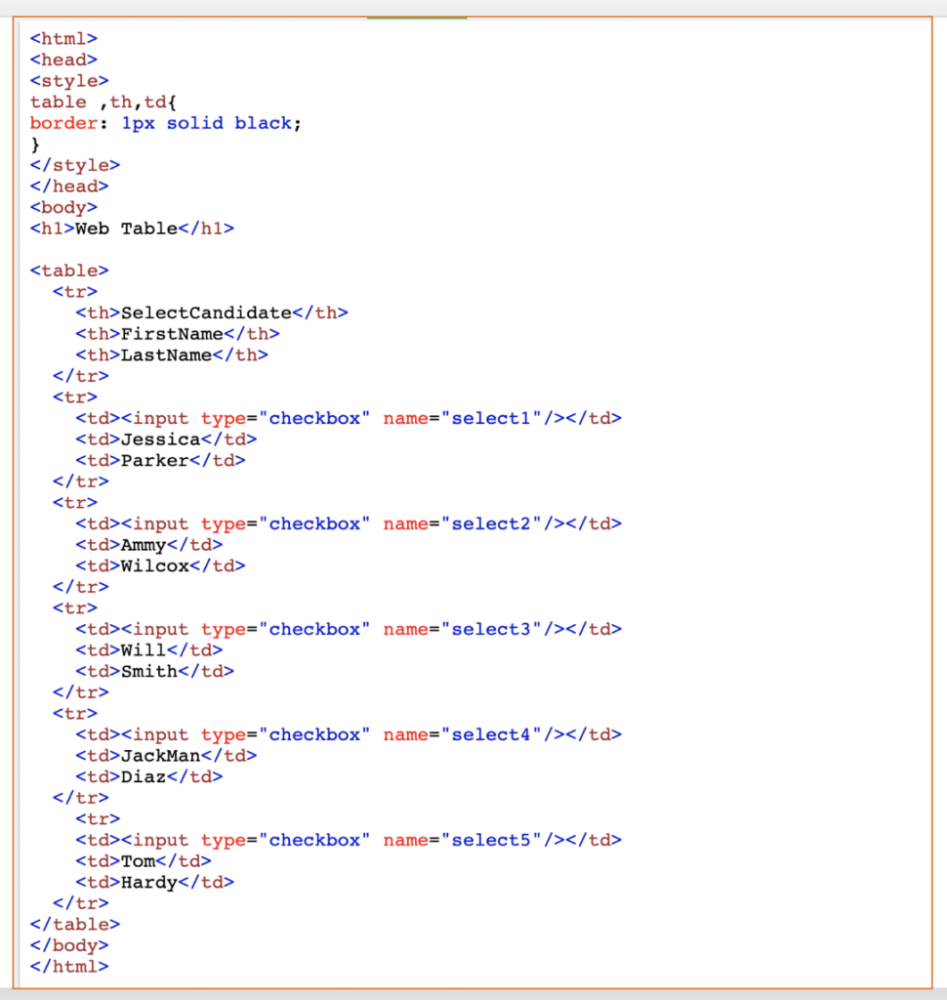 <html>
<head>
<style>
table ,th,td{
border: 1px solid black;
}
</style>
</head>
<body>
<h1>Web Table</h1>

<table>
  <tr>
    <th>SelectCandidate</th>
    <th>FirstName</th>
    <th>LastName</th>
  </tr>
  <tr>
    <td><input type="checkbox" name="select1"/></td>
    <td>Jessica</td>
    <td>Parker</td>
  </tr>
  <tr>
    <td><input type="checkbox" name="select2"/></td>
    <td>Ammy</td>
    <td>Wilcox</td>
  </tr>
  <tr>
    <td><input type="checkbox" name="select3"/></td>
    <td>Will</td>
    <td>Smith</td>
  </tr>
  <tr>
    <td><input type="checkbox" name="select4"/></td>
    <td>JackMan</td>
    <td>Diaz</td>
  </tr>
    <tr>
    <td><input type="checkbox" name="select5"/></td>
    <td>Tom</td>
    <td>Hardy</td>
  </tr>
</table>
</body>
</html>